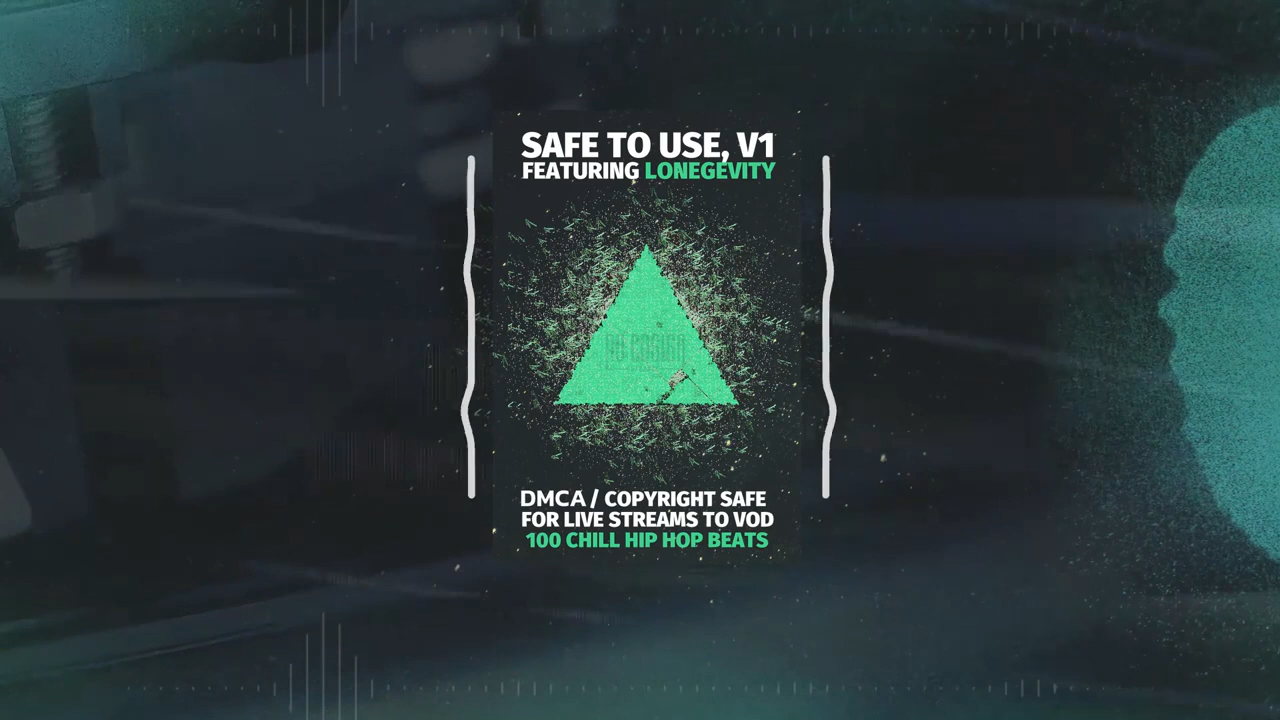 SAFE TO USE, V1
FEATURING LONEGEVITY
DMCA / COPYRIGHT SAFE
FOR LIVE STREAMS TO VOD
100 CHILL HIP HOP BEATS